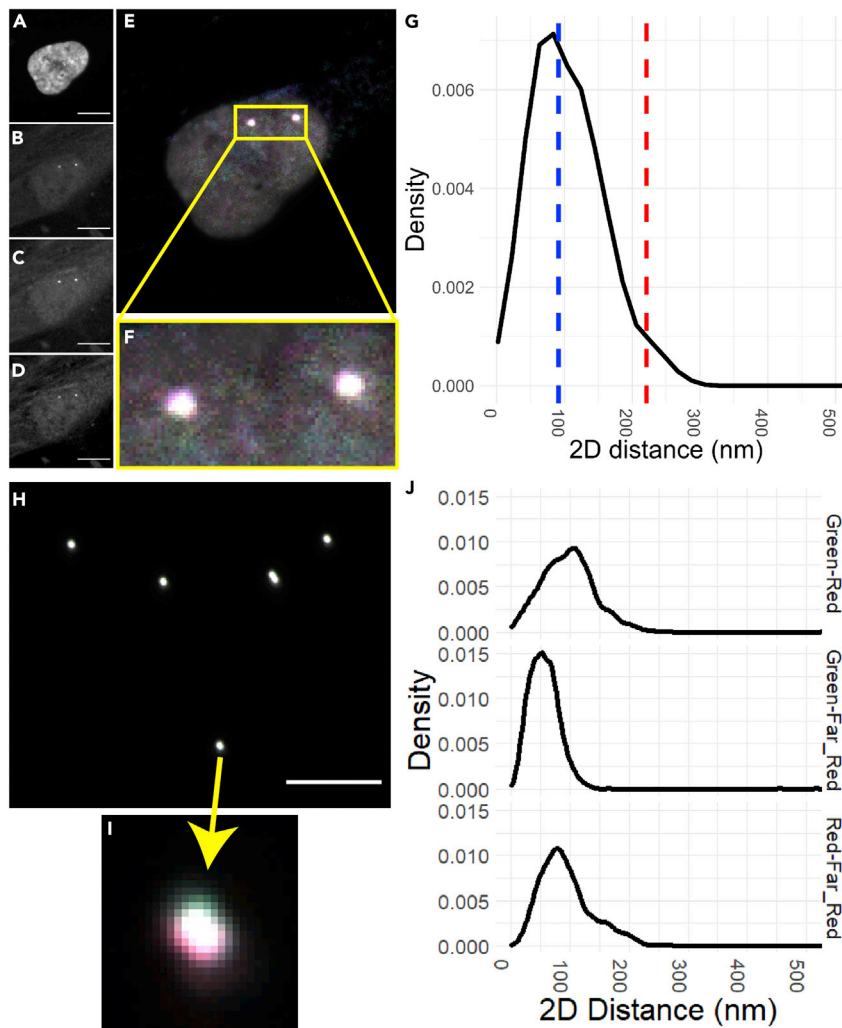 A
B
C
D
E
F
G
0.006
0.004
0.002
0.000
Density
0
100
200
300
400
500
2D distance (nm)
H
I
J
0.015
0.010
0.005
0.000
Green-Red
0.015
0.010
0.005
0.000
Green-Far_Red
0.015
0.010
0.005
0.000
Red-Far_Red
Density
0
100
200
300
400
500
2D Distance (nm)